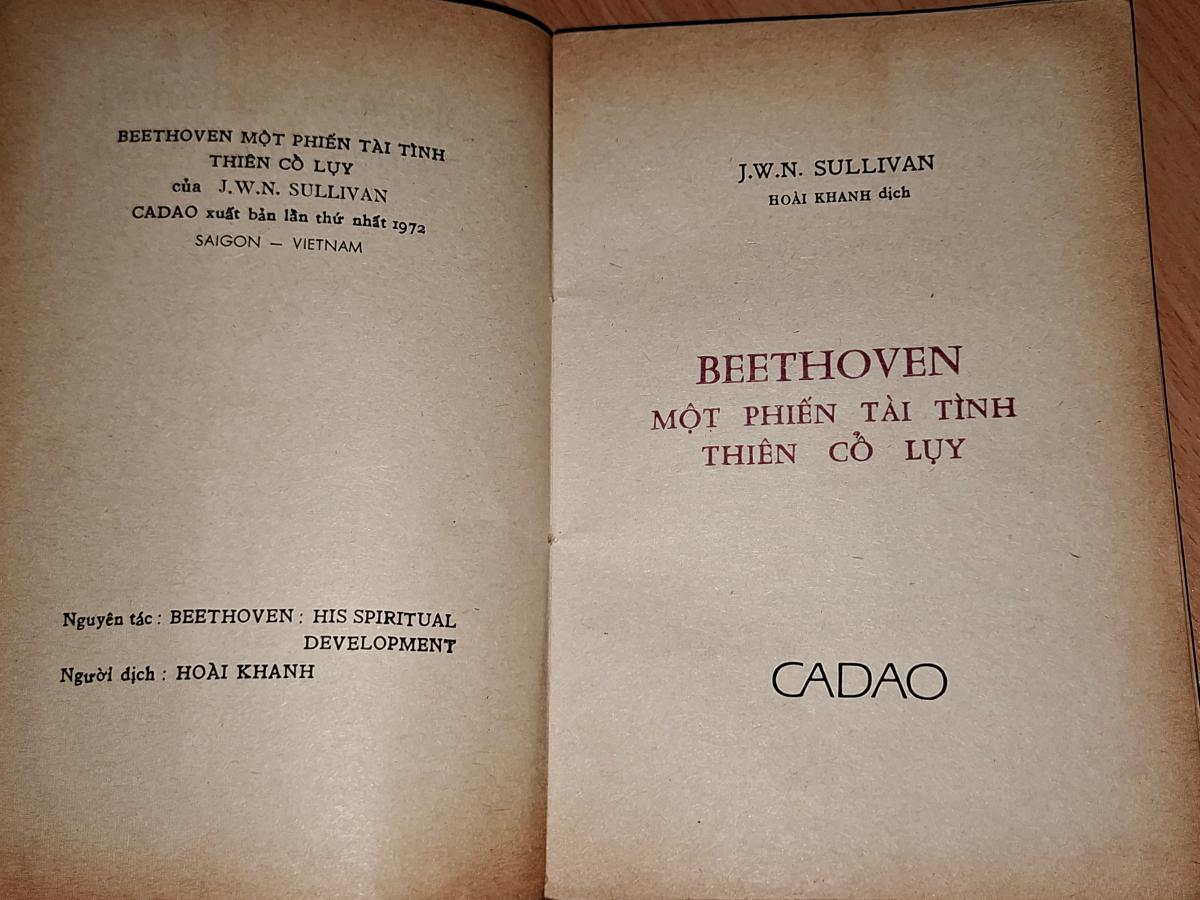 BEETHOVEN MỘT PHIẾN TÀI TÌNH
THIÊN CỔ LỤY
của J.W.N. SULLIVAN
CADAO xuất bản lần thứ nhất 1972
SAIGON — VIETNAM
Nguyên tác : BEETHOVEN : HIS SPIRITUAL
DEVELOPMENT
Người dịch : HOÀI KHANH
J.W.N. SULLIVAN
HOÀI KHANH dịch
BEETHOVEN
MỘT PHIẾN TÀI TÌNH
THIÊN CỔ LỤY
CADAO